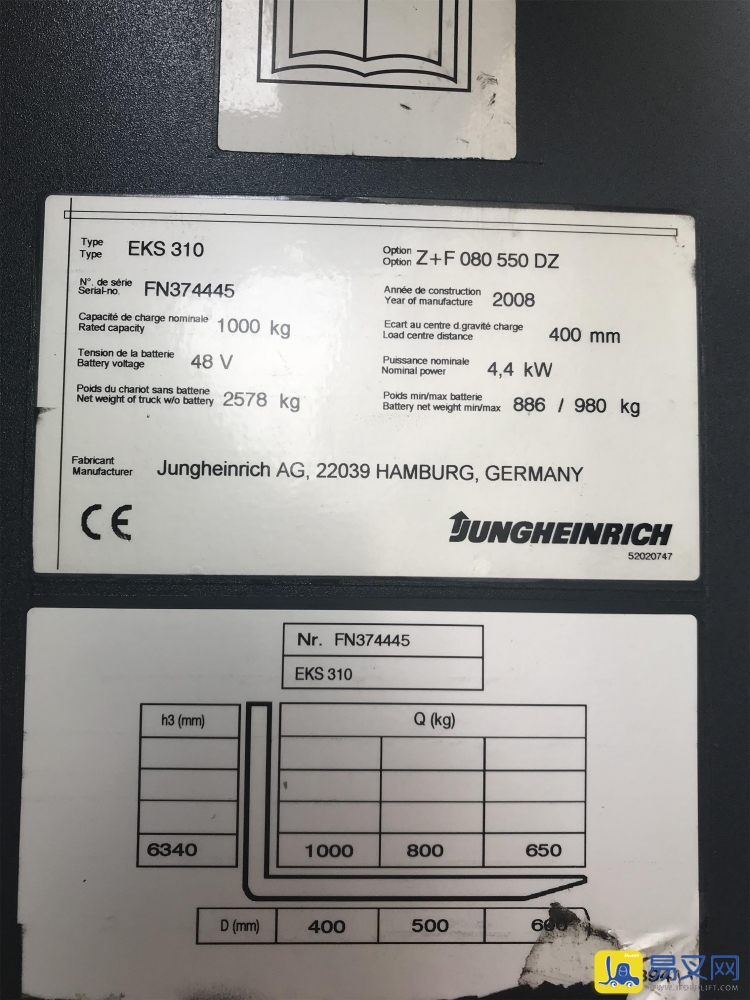 Type
Type
EKS 310
Option
Option
Z+F 080 550 DZ
N°. de série
Serial-no.
FN374445
Année de construction
Year of manufacture
2008
Capacité de charge nominale
Rated capacity
1000 kg
Ecart au centre d.gravité charge
Load centre distance
400 mm
Tension de la batterie
Battery voltage
48 V
Puissance nominale
Nominal power
4,4 kW
Poids du chariot sans batterie
Net weight of truck w/o battery
2578 kg
Poids min/max batterie
Battery net weight min/max
886 / 980 kg
Fabricant
Manufacturer
Jungheinrich AG, 22039 HAMBURG, GERMANY
CE
JUNGHEINRICH
52020747
Nr. FN374445
EKS 310
h3 (mm)
Q (kg)
6340 1000 800 650
D (mm) 400 500
易叉网